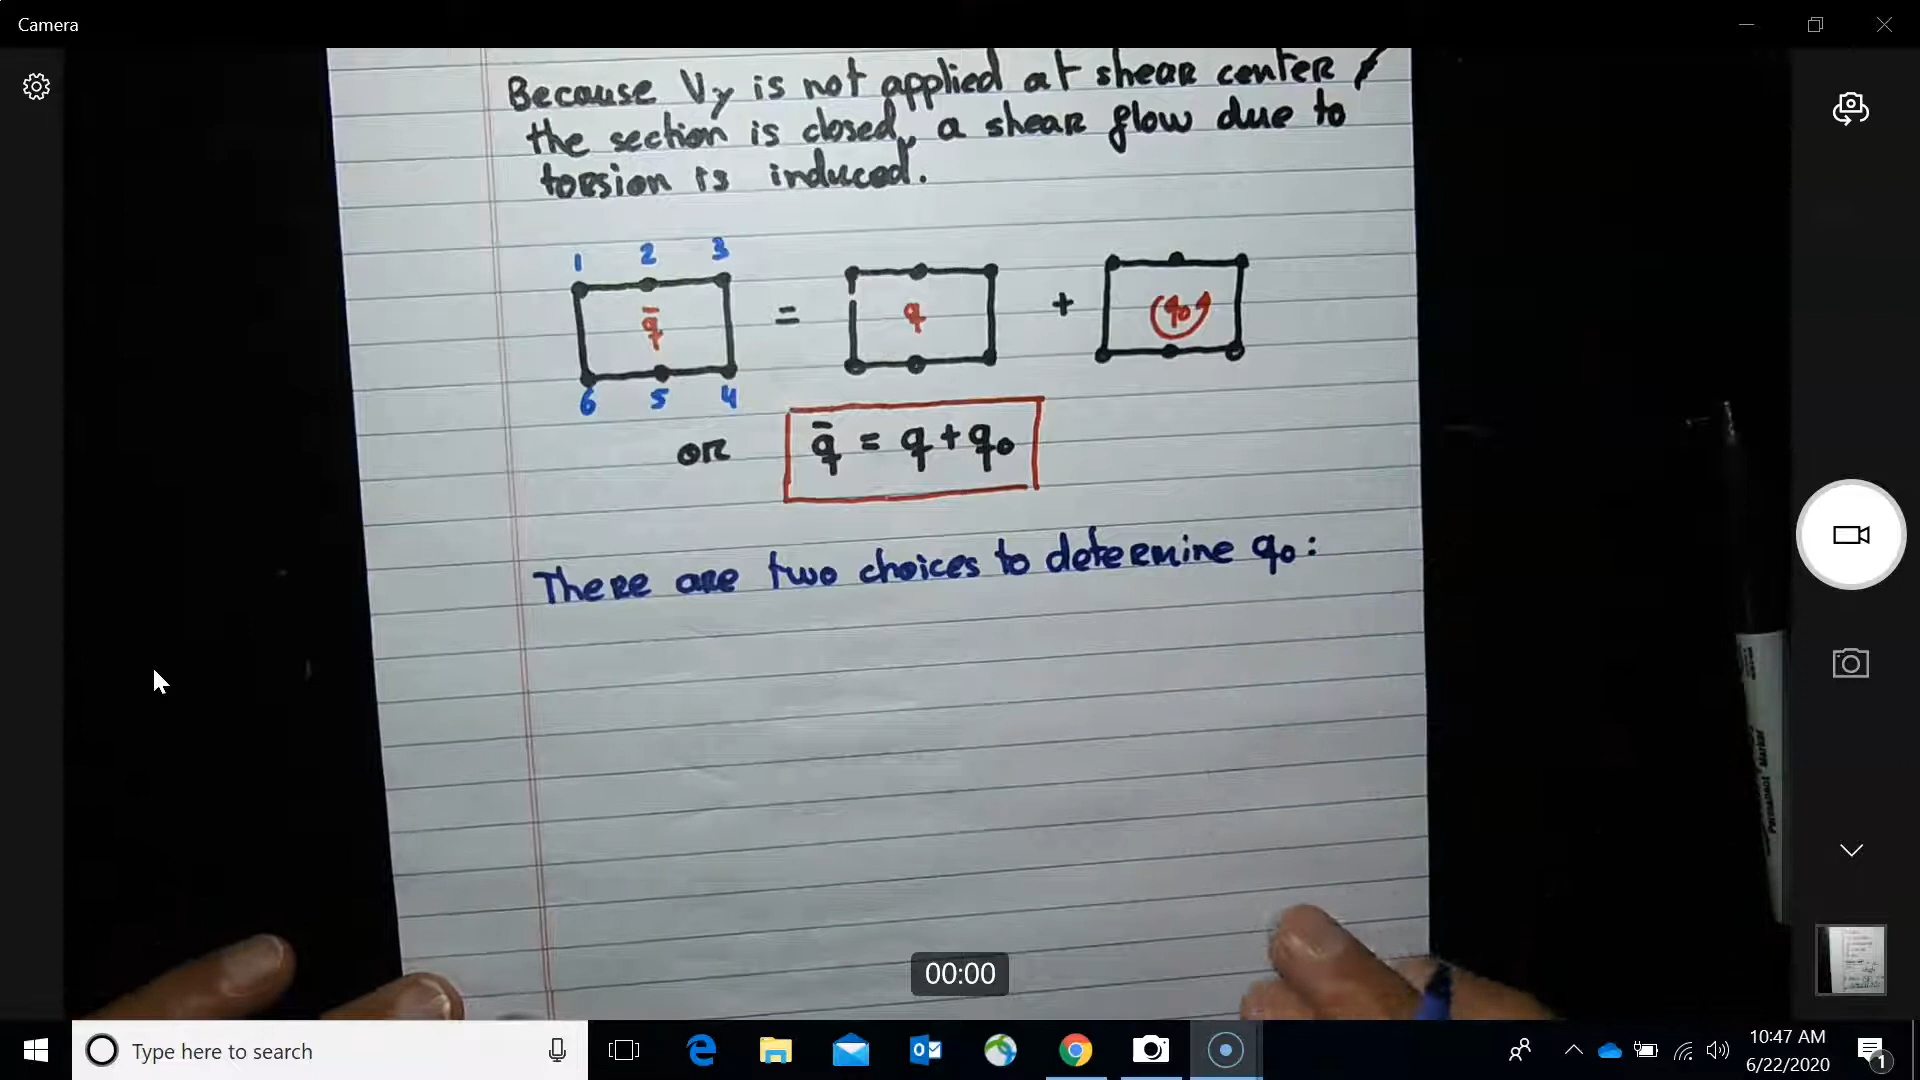 Camera
Because Vy is not applied at shear center /
the section is closed, a shear flow due to
torsion is induced.
1 2 3
q̄ = q + q₀
6 5 4
or q̄ = q + q₀
There are two choices to determine q₀:
00:00
Type here to search
10:47 AM
6/22/2020
1